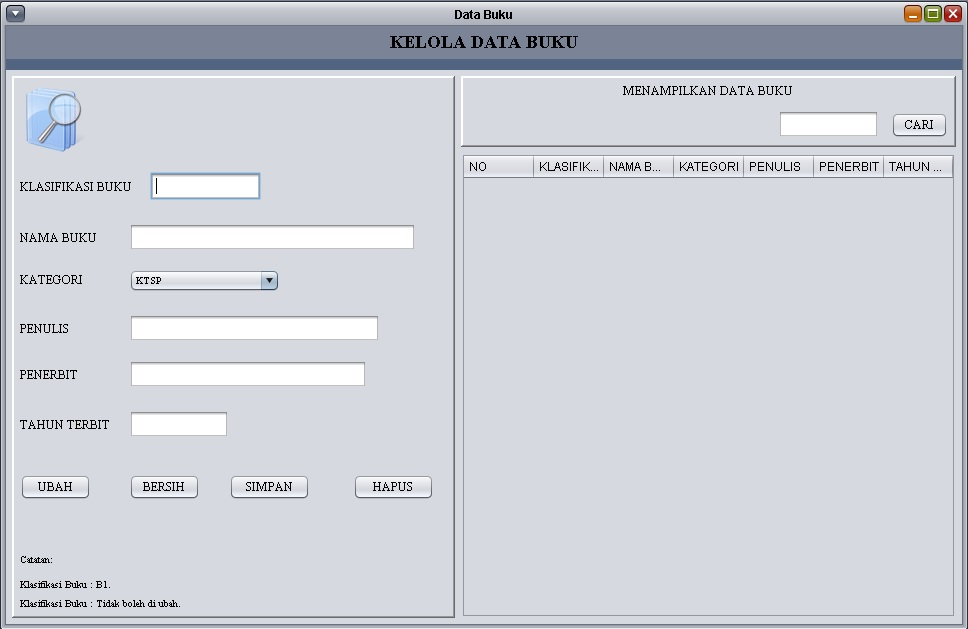 Data Buku
KELOLA DATA BUKU
KLASIFIKASI BUKU
NAMA BUKU
KATEGORI
KTSP
PENULIS
PENERBIT
TAHUN TERBIT
UBAH
BERSIH
SIMPAN
HAPUS
Catatan:
Klasifikasi Buku : B1.
Klasifikasi Buku : Tidak boleh di ubah.
MENAMPILKAN DATA BUKU
CARI
NO KLASIFIK... NAMA B... KATEGORI PENULIS PENERBIT TAHUN ...